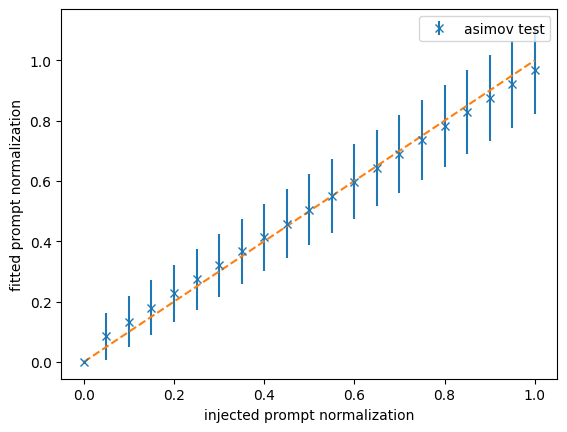 asimov test
fitted prompt normalization
1.0
0.8
0.6
0.4
0.2
0.0
0.0 0.2 0.4 0.6 0.8 1.0
injected prompt normalization